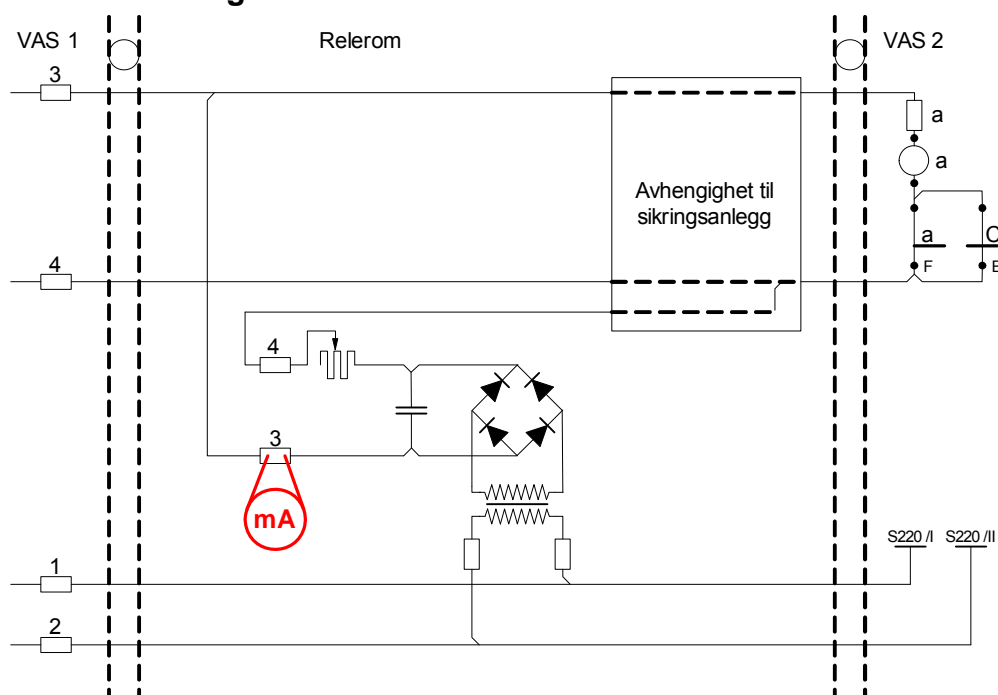 g
VAS 1
Relerom
VAS 2
3
a
a
Avhengighet til
sikringsanlegg
a
C
F
E
4
4
3
mA
S220 /I S220 /II
1
2